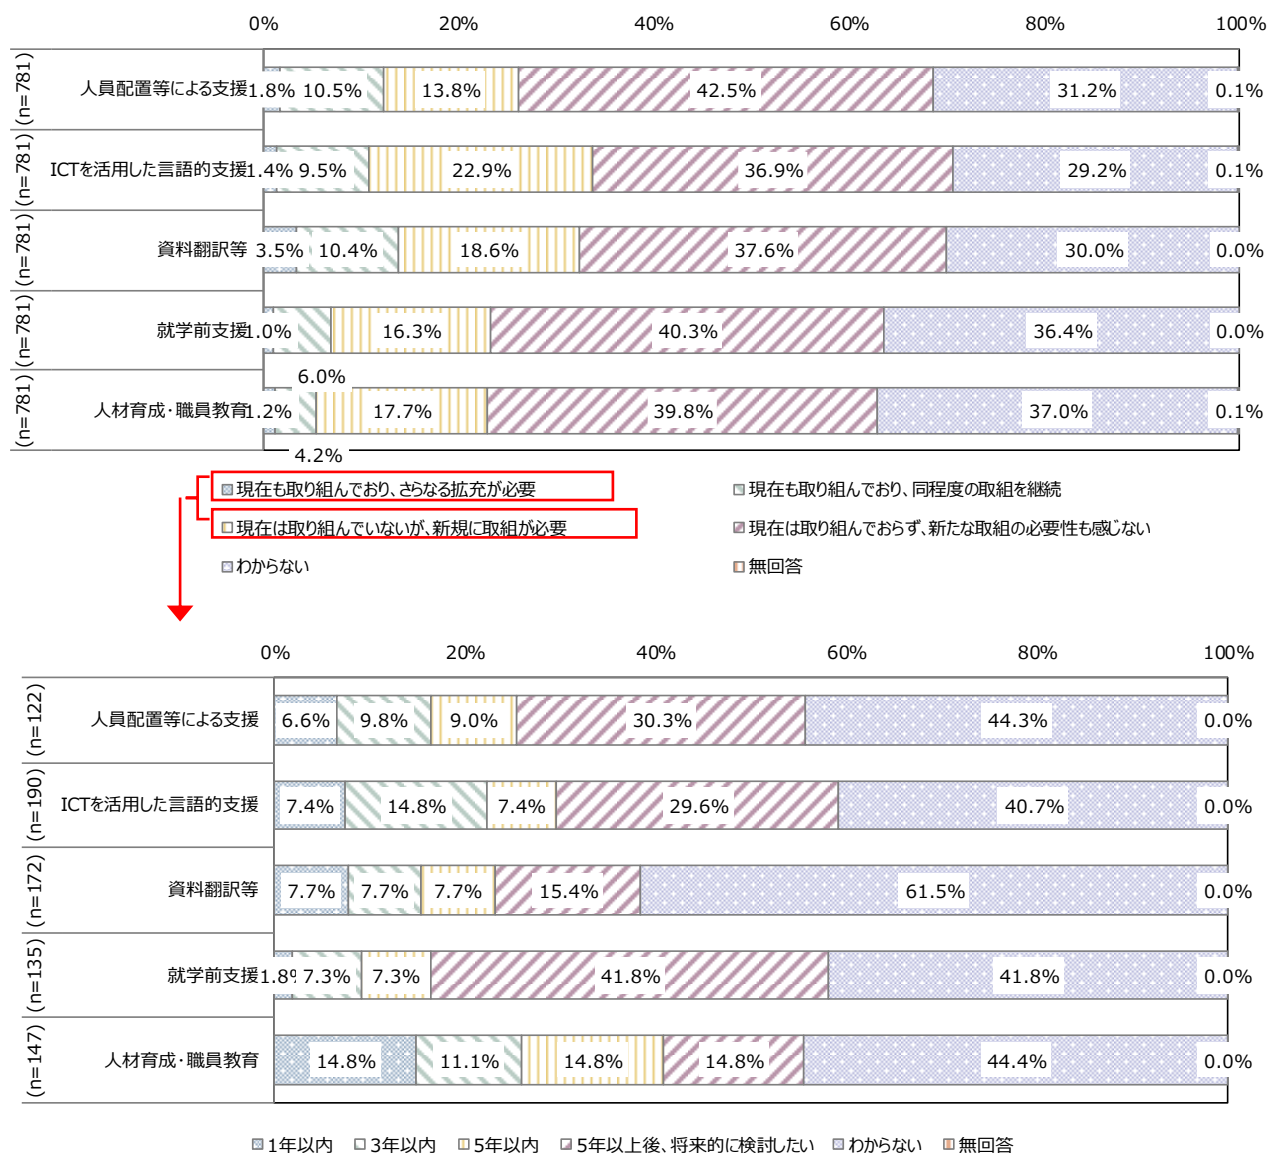 0% 20% 40% 60% 80% 100%
(n=781) 人員配置等による支援 1.8% 10.5% 13.8% 42.5% 31.2% 0.1%
(n=781) ICTを活用した言語的支援 1.4% 9.5% 22.9% 36.9% 29.2% 0.1%
(n=781) 資料翻訳等 3.5% 10.4% 18.6% 37.6% 30.0% 0.0%
(n=781) 就学前支援 1.0% 16.3% 40.3% 36.4% 0.0%
6.0%
(n=781) 人材育成・職員教育 1.2% 17.7% 39.8% 37.0% 0.1%
4.2%
現在も取り組んでおり、さらなる拡充が必要 現在も取り組んでおり、同程度の取組を継続
現在は取り組んでいないが、新規に取組が必要 現在は取り組んでおらず、新たな取組の必要性も感じない
わからない 無回答
0% 20% 40% 60% 80% 100%
(n=122) 人員配置等による支援 6.6% 9.8% 9.0% 30.3% 44.3% 0.0%
(n=190) ICTを活用した言語的支援 7.4% 14.8% 7.4% 29.6% 40.7% 0.0%
(n=172) 資料翻訳等 7.7% 7.7% 7.7% 15.4% 61.5% 0.0%
(n=135) 就学前支援 1.8% 7.3% 7.3% 41.8% 41.8% 0.0%
(n=147) 人材育成・職員教育 14.8% 11.1% 14.8% 14.8% 44.4% 0.0%
1年以内 3年以内 5年以内 5年以上後、将来的に検討したい わからない 無回答